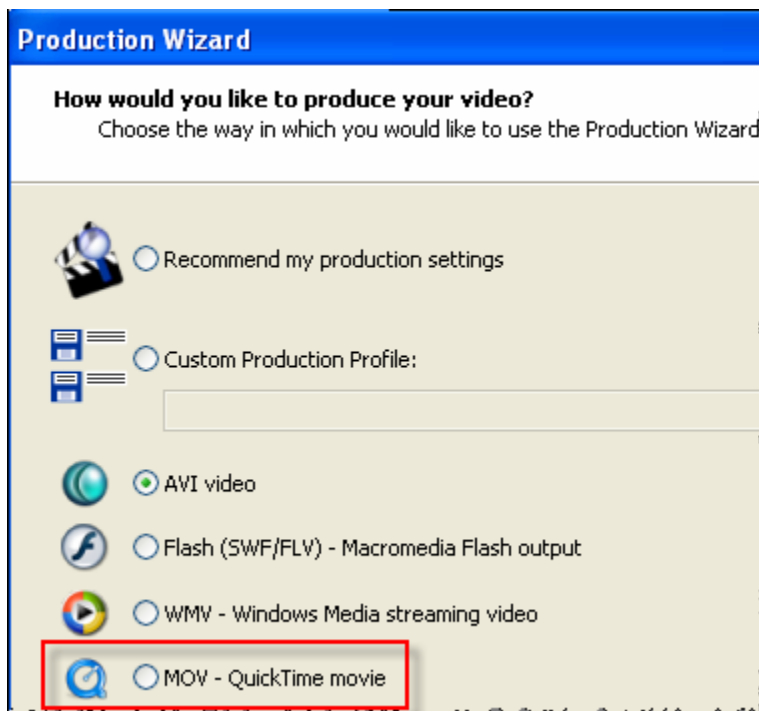 Production Wizard
How would you like to produce your video?
Choose the way in which you would like to use the Production Wizard
Recommend my production settings
Custom Production Profile:
AVI video
Flash (SWF/FLV) - Macromedia Flash output
WMV - Windows Media streaming video
MOV - QuickTime movie